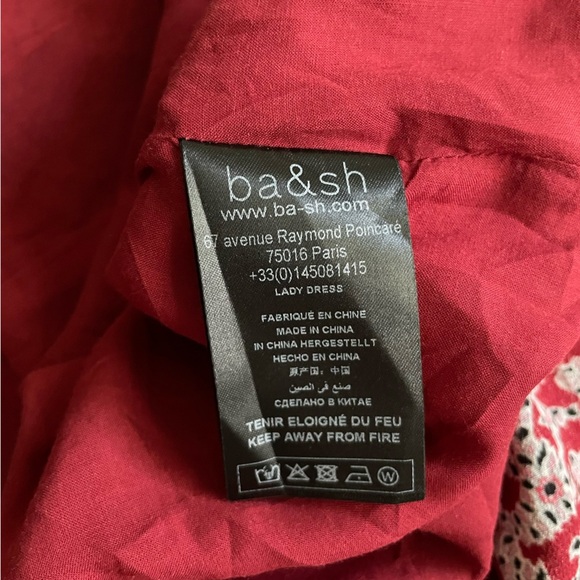 ba&sh
www.ba-sh.com
67 avenue Raymond Poincare
75016 Paris
+33(0)145081415
LADY DRESS
FABRIQUÉ EN CHINE
MADE IN CHINA
IN CHINA HERGESTELLT
HECHO EN CHINA
原产国：中国
صنع في الصين
СДЕЛАНО В КИТАЕ
TENIR ELOIGNÉ DU FEU
KEEP AWAY FROM FIRE
W